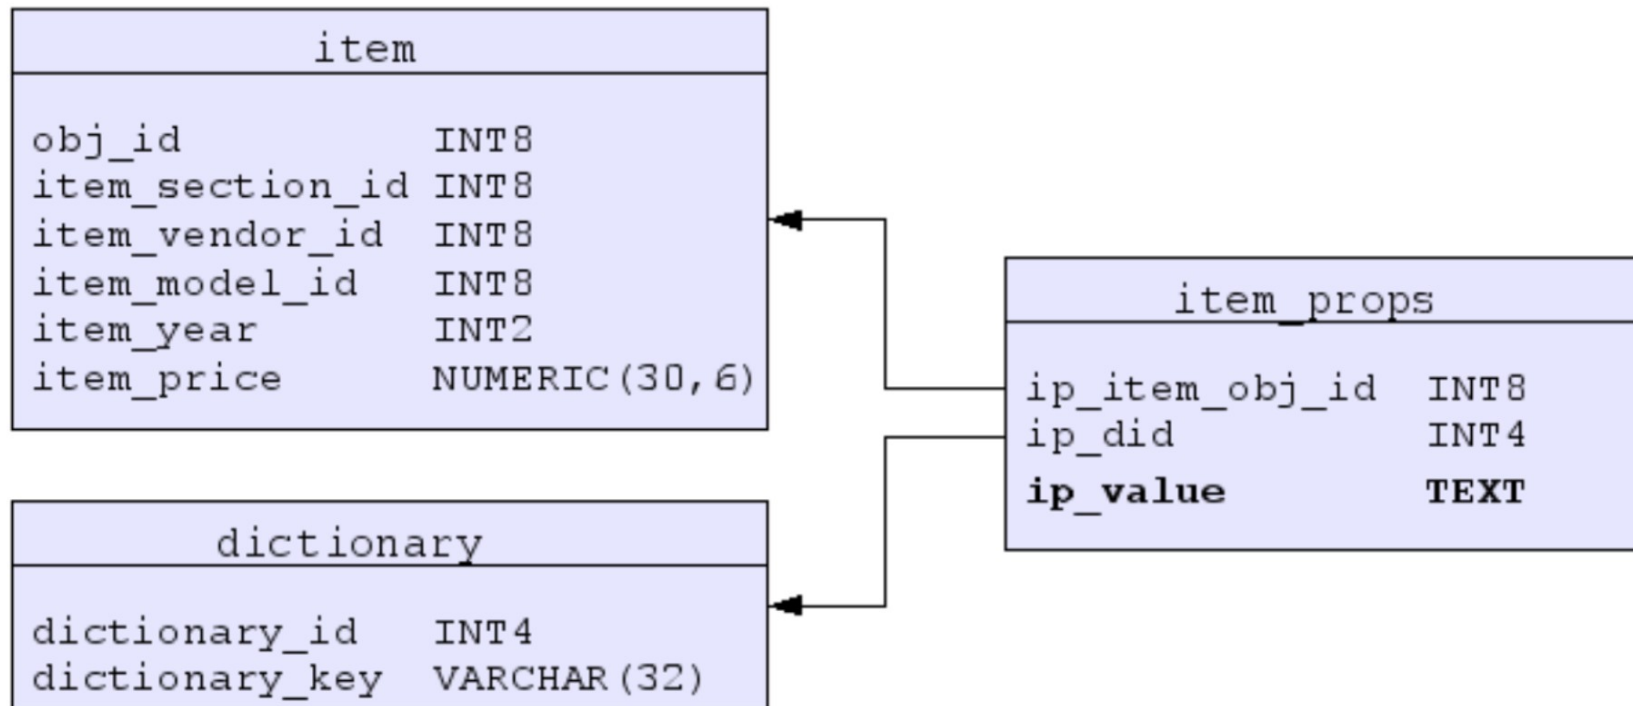 item
obj_id INT8
item_section_id INT8
item_vendor_id INT8
item_model_id INT8
item_year INT2
item_price NUMERIC(30,6)
dictionary
dictionary_id INT4
dictionary_key VARCHAR(32)
item_props
ip_item_obj_id INT8
ip_did INT4
ip_value TEXT